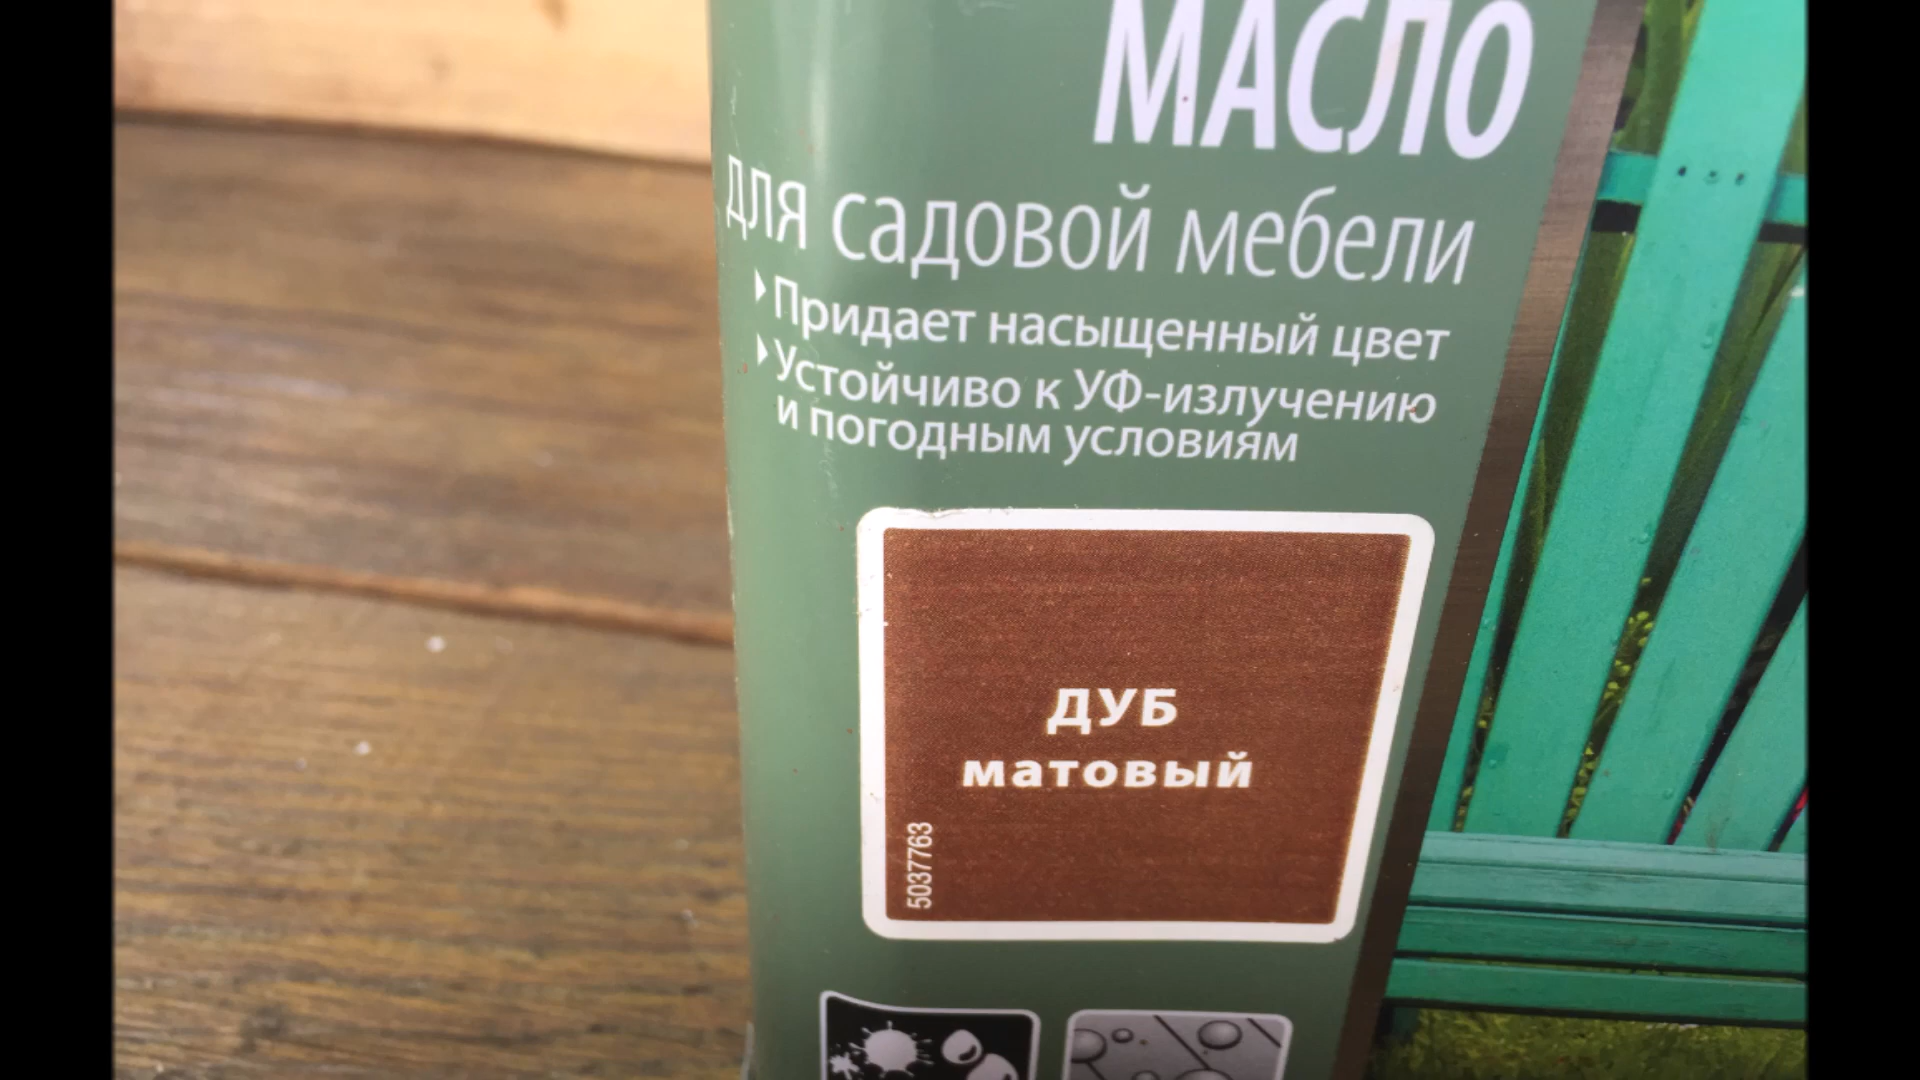 МАСЛО
для садовой мебели
Придает насыщенный цвет
Устойчиво к УФ-излучению
и погодным условиям
ДУБ
матовый
5037763